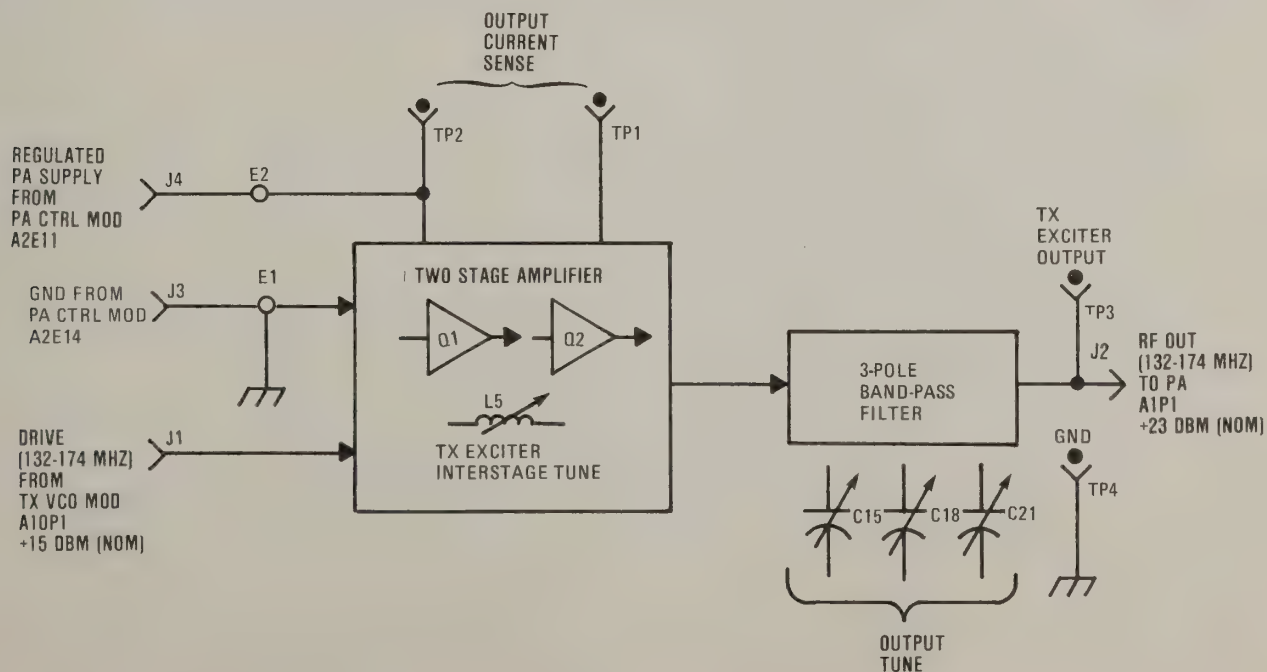 OUTPUT
CURRENT
SENSE
TP2
TP1
REGULATED
PA SUPPLY
FROM
PA CTRL MOD
A2E11
J4
E2
GND FROM
PA CTRL MOD
A2E14
J3
E1
TWO STAGE AMPLIFIER
Q1
Q2
L5
TX EXCITER
INTERSTAGE TUNE
DRIVE
(132-174 MHZ)
FROM
TX VCO MOD
A10P1
+15 DBM (NOM)
J1
3-POLE
BAND-PASS
FILTER
TX
EXCITER
OUTPUT
TP3
J2
RF OUT
(132-174 MHZ)
TO PA
A1P1
+23 DBM (NOM)
GND
TP4
C15
C18
C21
OUTPUT
TUNE